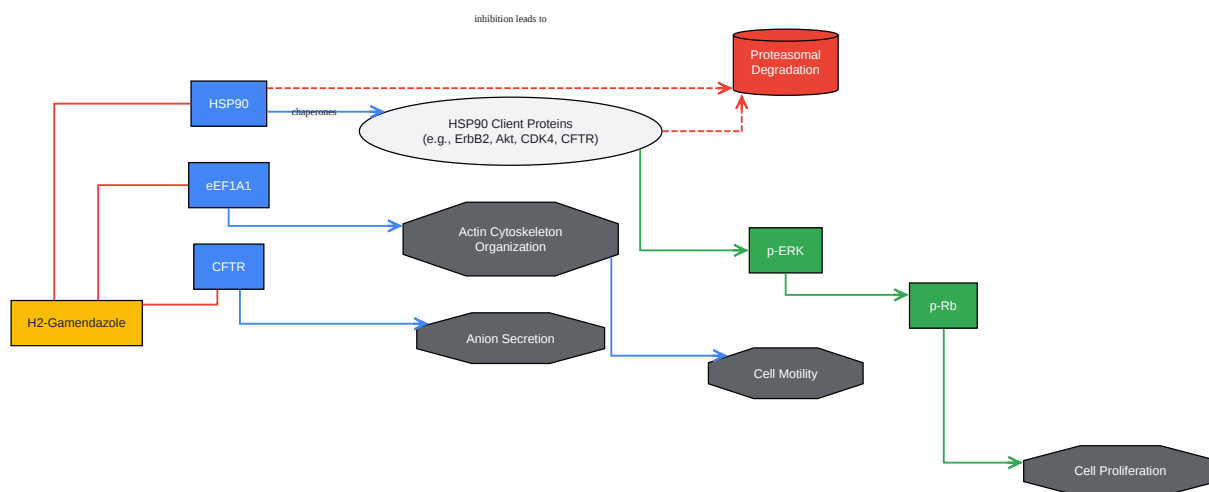 inhibition leads to
Proteasomal
Degradation
HSP90
chaperones
HSP90 Client Proteins
(e.g., ErbB2, Akt, CDK4, CFTR)
eEF1A1
Actin Cytoskeleton
Organization
p-ERK
CFTR
p-Rb
H2-Gamendazole
Anion Secretion
Cell Motility
Cell Proliferation